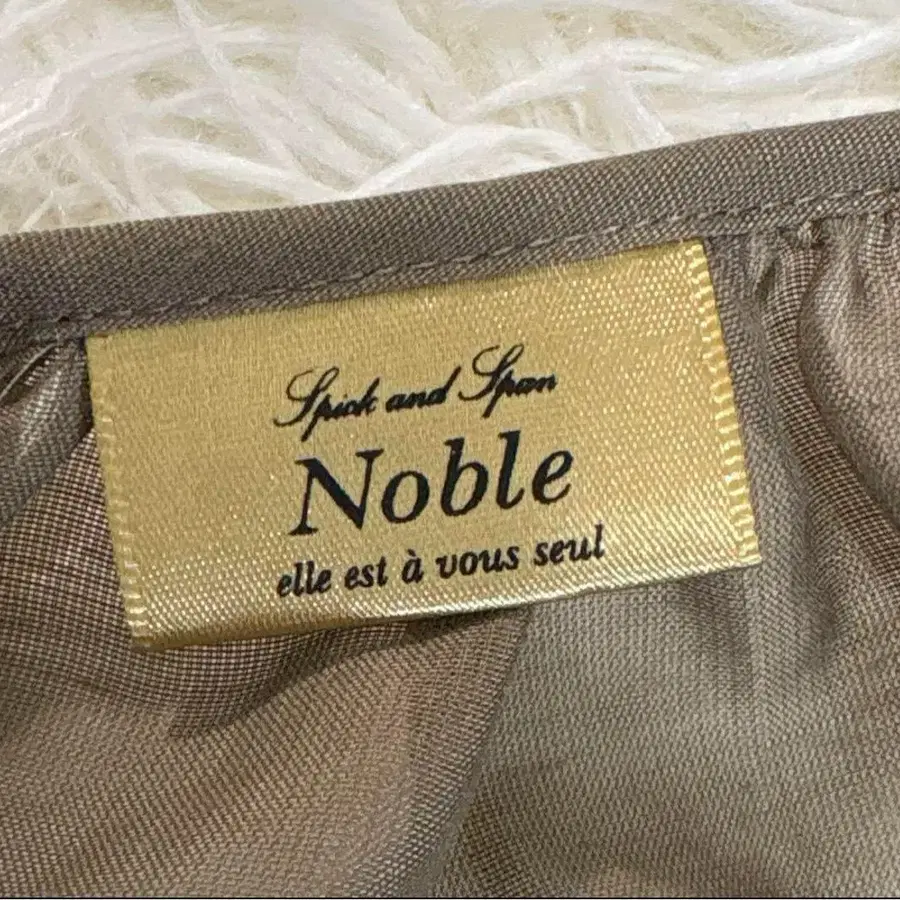 Spick and Span
Noble
elle est à vous seul